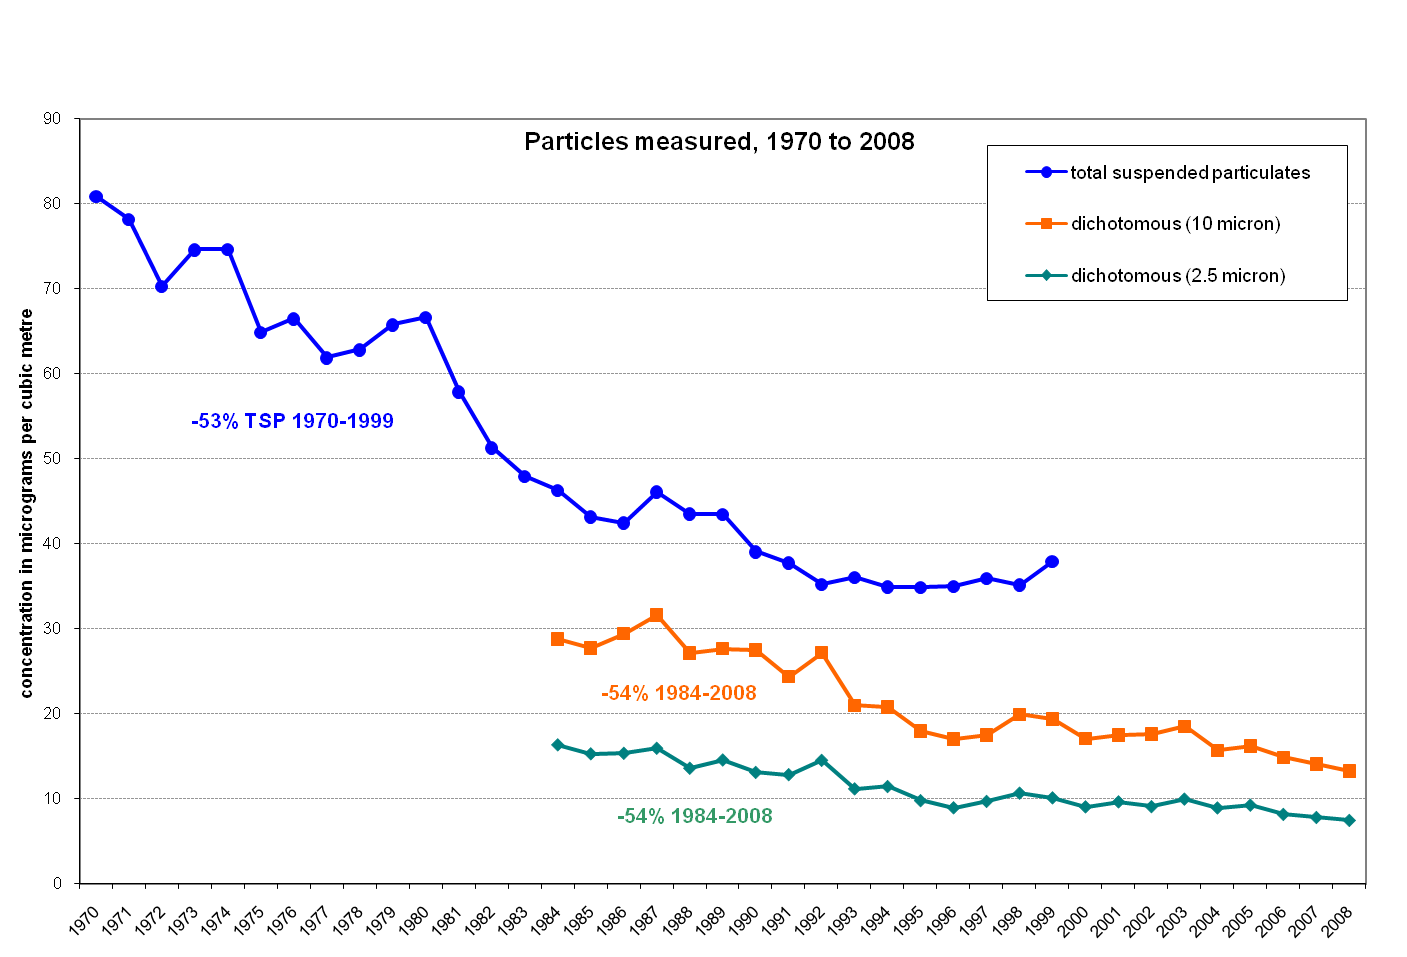 Particles measured, 1970 to 2008
total suspended particulates
dichotomous (10 micron)
dichotomous (2.5 micron)
concentration in micrograms per cubic metre
90
80
70
60
50
40
30
20
10
0
-53% TSP 1970-1999
-54% 1984-2008
-54% 1984-2008
1970 1971 1972 1973 1974 1975 1976 1977 1978 1979 1980 1981 1982 1983 1984 1985 1986 1987 1988 1989 1990 1991 1992 1993 1994 1995 1996 1997 1998 1999 2000 2001 2002 2003 2004 2005 2006 2007 2008